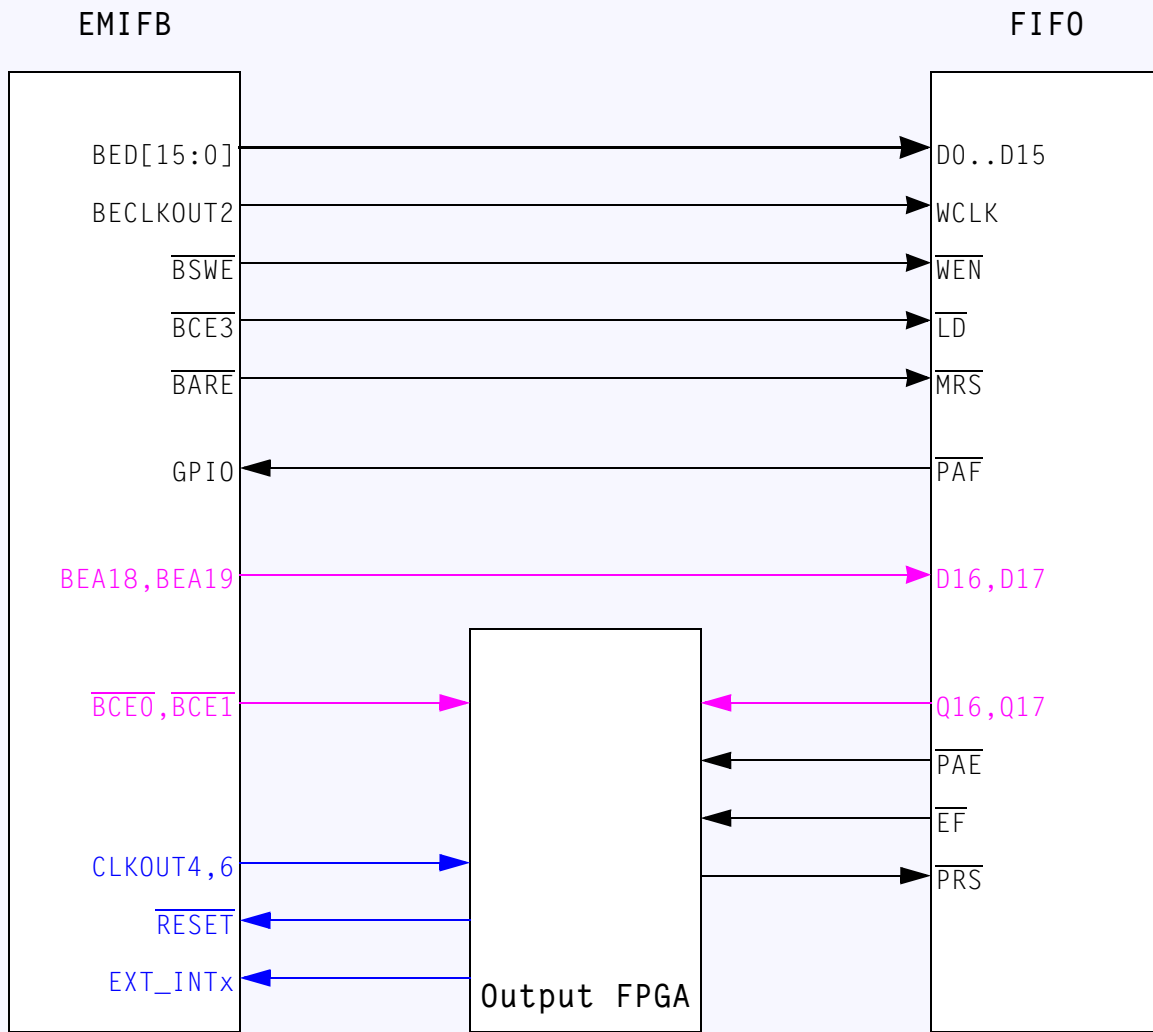 EMIFB FIFO
BED[15:0] D0..D15
BECLKOUT2 WCLK
BSWE WEN
BCE3 LD
BARE MRS
GPIO PAF
BEA18,BEA19 D16,D17
BCE0,BCE1 Q16,Q17
PAE
EF
CLKOUT4,6 PRS
RESET
EXT_INTx
Output FPGA